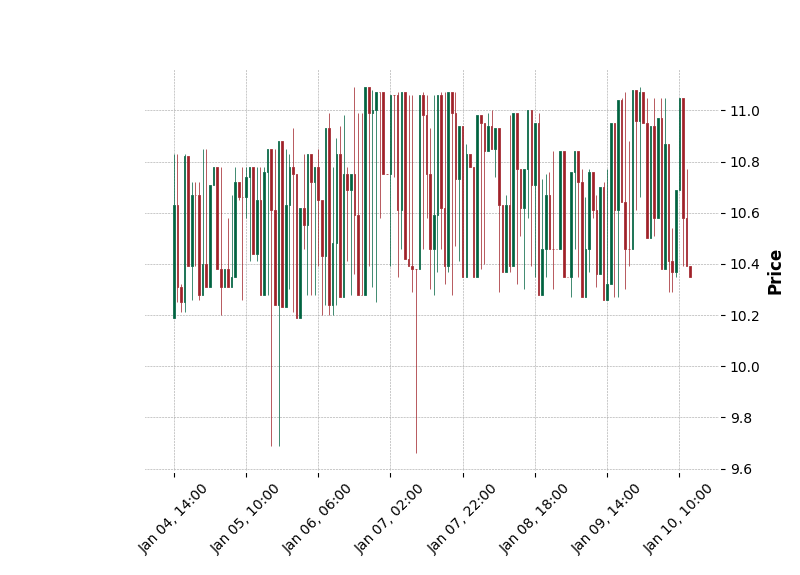 11.0
10.8
10.6
10.4
10.2
10.0
9.8
9.6
Price
Jan 04, 14:00
Jan 05, 10:00
Jan 06, 06:00
Jan 07, 02:00
Jan 07, 22:00
Jan 08, 18:00
Jan 09, 14:00
Jan 10, 10:00